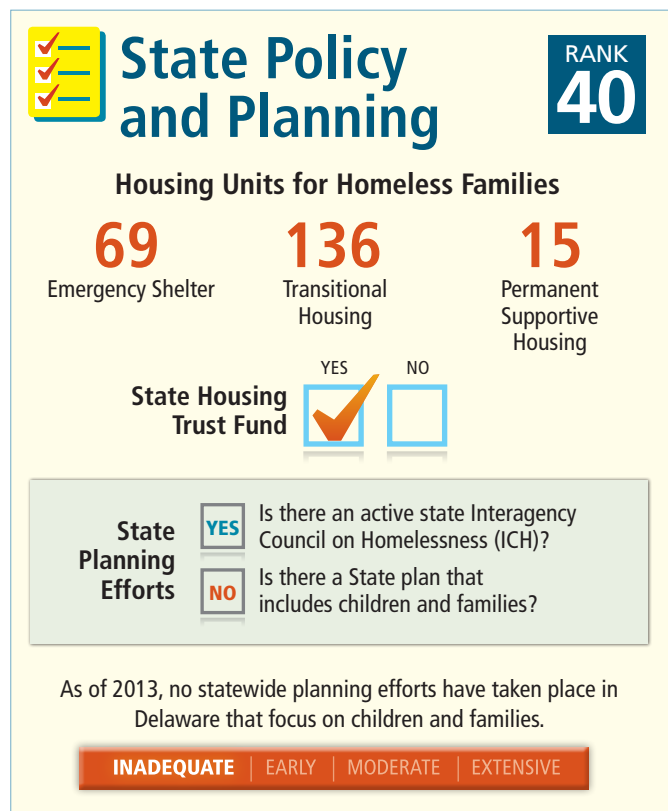 State Policy
and Planning
RANK
40
Housing Units for Homeless Families
69
Emergency Shelter
136
Transitional
Housing
15
Permanent
Supportive
Housing
State Housing
Trust Fund
YES
NO
State
Planning
Efforts
YES
Is there an active state Interagency
Council on Homelessness (ICH)?
NO
Is there a State plan that
includes children and families?
As of 2013, no statewide planning efforts have taken place in
Delaware that focus on children and families.
INADEQUATE | EARLY | MODERATE | EXTENSIVE